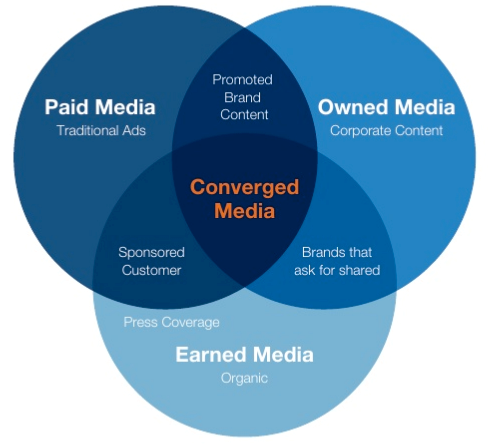 Promoted
Brand
Content
Paid Media
Traditional Ads
Owned Media
Corporate Content
Converged
Media
Sponsored
Customer
Brands that
ask for shared
Press Coverage
Earned Media
Organic